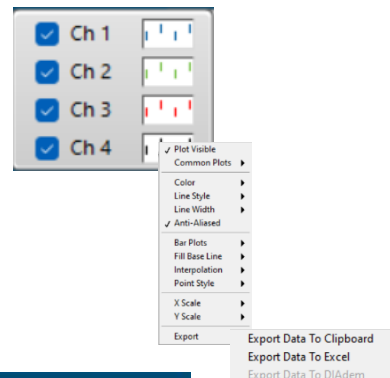 Ch 1
Ch 2
Ch 3
Ch 4
Plot Visible
Common Plots
Color
Line Style
Line Width
Anti-Aliased
Bar Plots
Fill Base Line
Interpolation
Point Style
X Scale
Y Scale
Export
Export Data To Clipboard
Export Data To Excel
Export Data To DIAdem